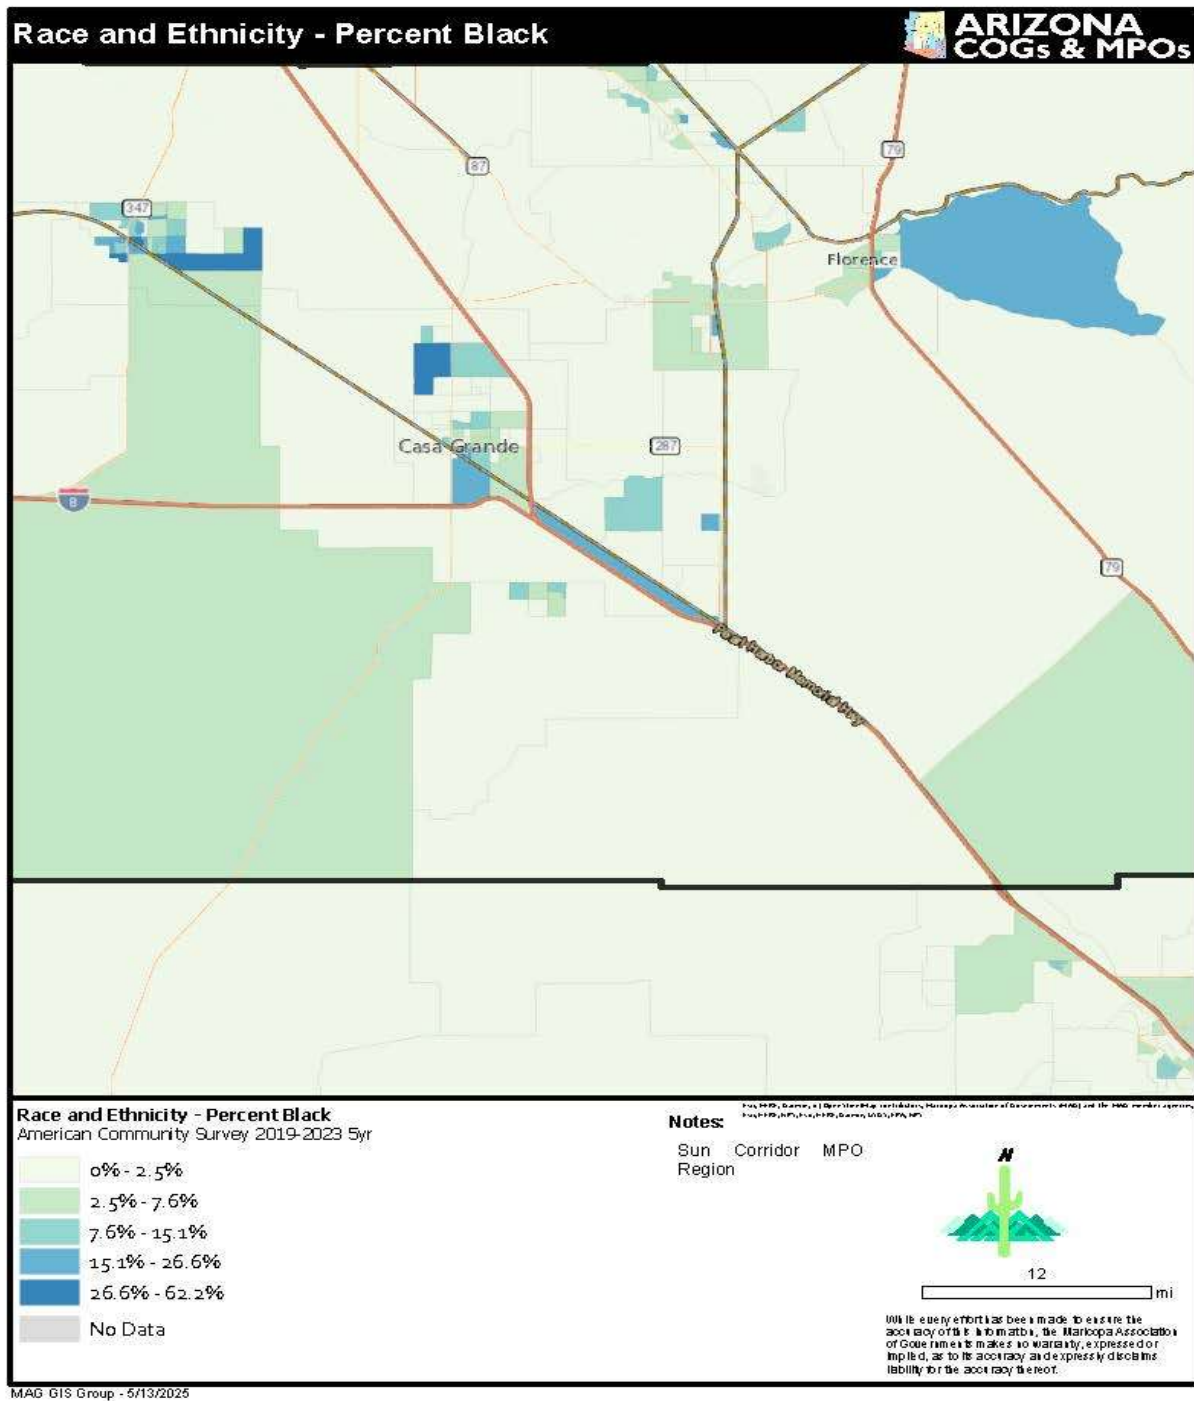 Race and Ethnicity - Percent Black
ARIZONA
COGs & MPOs
87
79
347
Florence
Casa Grande
287
8
79
Pearl Harbor Memorial Hwy
Race and Ethnicity - Percent Black
American Community Survey 2019-2023 5yr
0% - 2.5%
2.5% - 7.6%
7.6% - 15.1%
15.1% - 26.6%
26.6% - 62.2%
No Data
Notes:
Sun Corridor MPO
Region
N
12
mi
While every effort has been made to ensure the
accuracy of this information, the Maricopa Association
of Governments makes no warranty, expressed or
implied, as to its accuracy and expressly disclaims
liability for the accuracy thereof.
MAG GIS Group - 5/13/2025